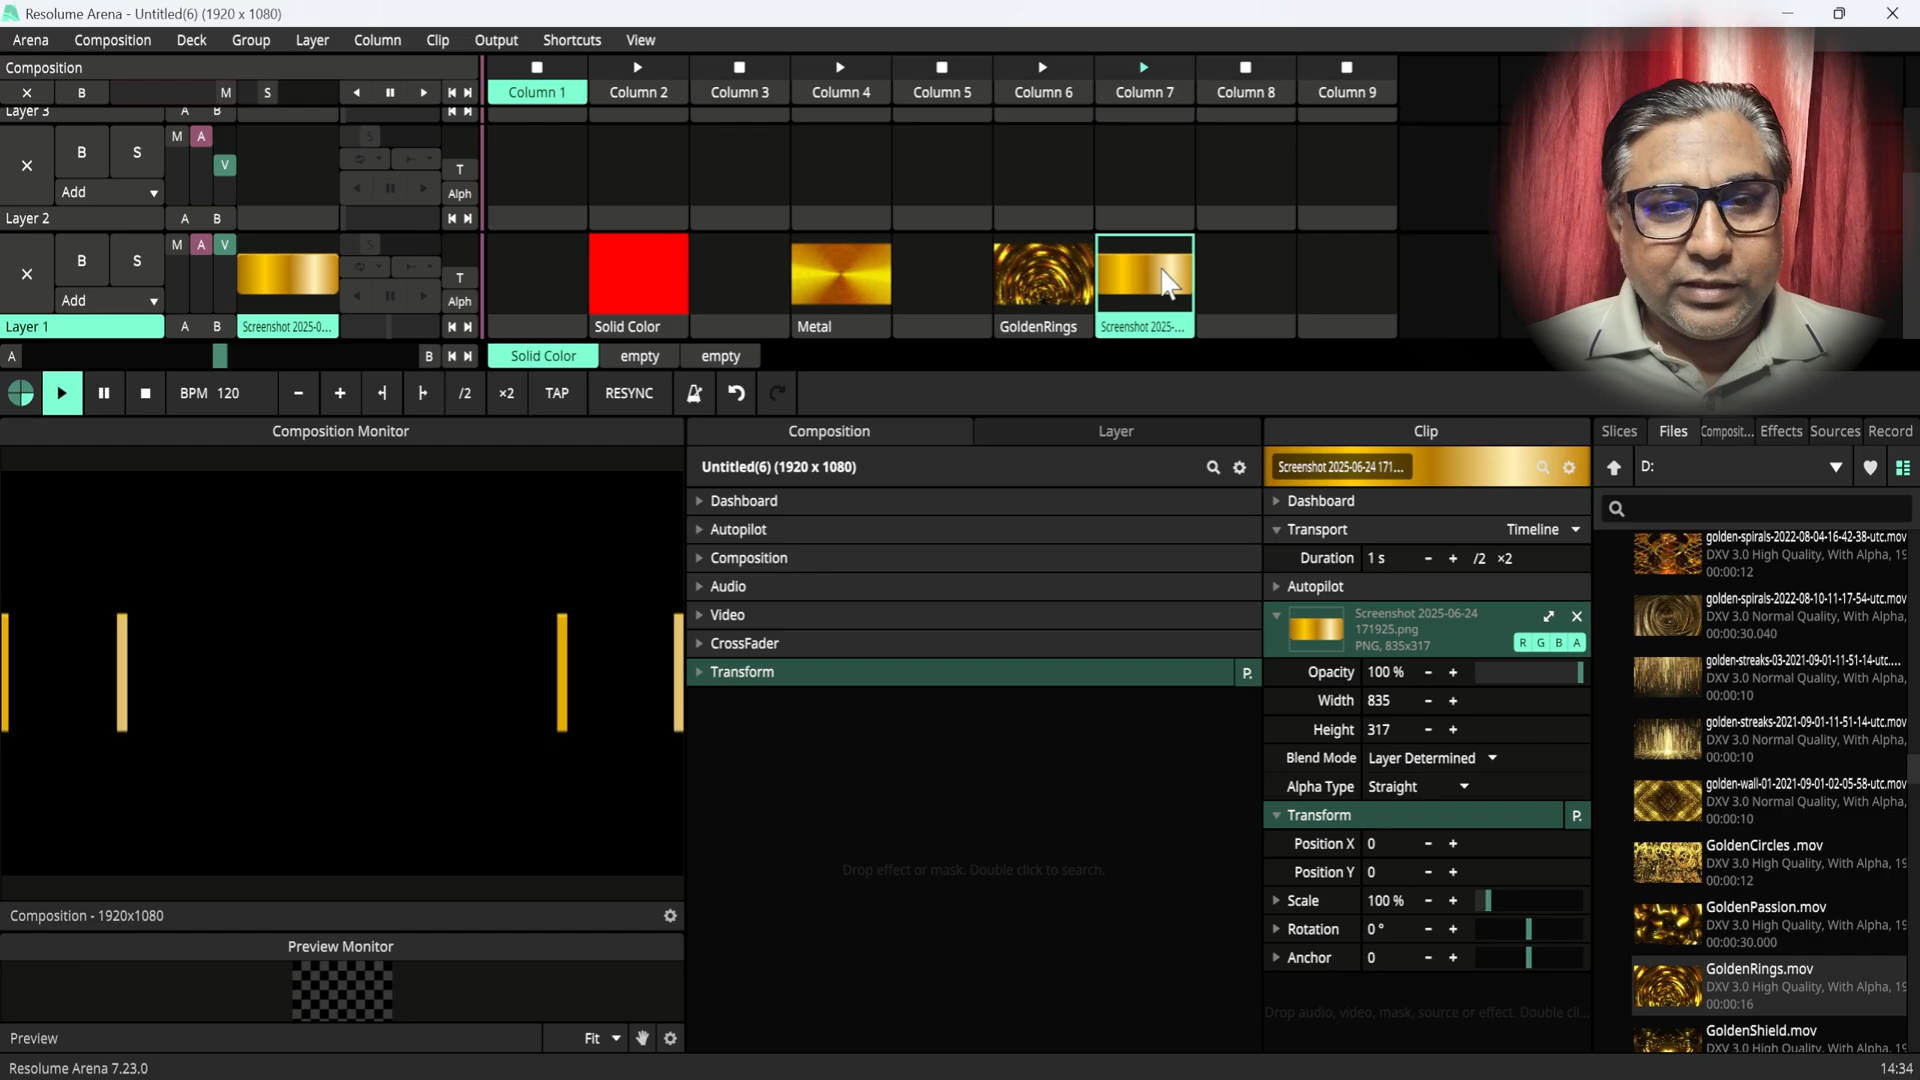 Resolume Arena - Untitled(6) (1920 x 1080)
Arena Composition Deck Group Layer Column Clip Output Shortcuts View
Composition
B M S
Column 1 Column 2 Column 3 Column 4 Column 5 Column 6 Column 7 Column 8 Column 9
Layer 3 A B
B S M A V T
Add Alph
Layer 2 A B
B S M A V T
Add Alph
Layer 1 A B Screenshot 2025-0... Solid Color Metal GoldenRings Screenshot 2025-...
A B Solid Color empty empty
BPM 120 - + /2 ×2 TAP RESYNC
Composition Monitor
Composition - 1920x1080
Preview Monitor
Preview Fit
Resolume Arena 7.23.0
Composition Layer
Untitled(6) (1920 x 1080)
Dashboard
Autopilot
Composition
Audio
Video
CrossFader
Transform P.
Drop effect or mask. Double click to search.
Clip
Screenshot 2025-06-24 171...
Dashboard
Transport Timeline
Duration 1 s - + /2 ×2
Autopilot
Screenshot 2025-06-24
171925.png
PNG, 835x317 R G B A
Opacity 100 % - +
Width 835 - +
Height 317 - +
Blend Mode Layer Determined
Alpha Type Straight
Transform P.
Position X 0 - +
Position Y 0 - +
Scale 100 % - +
Rotation 0 ° - +
Anchor 0 - +
Drop audio, video, mask, source or effect. Double cli...
Slices Files Composit... Effects Sources Record
D:
golden-spirals-2022-08-04-16-42-38-utc.mov
DXV 3.0 High Quality, With Alpha, 19
00:00:12
golden-spirals-2022-08-10-11-17-54-utc.mov
DXV 3.0 High Quality, With Alpha, 19
00:00:30.040
golden-streaks-03-2021-09-01-11-51-14-utc....
DXV 3.0 Normal Quality, With Alpha,
00:00:10
golden-streaks-2021-09-01-11-51-14-utc.mov
DXV 3.0 Normal Quality, With Alpha,
00:00:10
golden-wall-01-2021-09-01-02-05-58-utc.mov
DXV 3.0 Normal Quality, With Alpha,
00:00:10
GoldenCircles .mov
DXV 3.0 High Quality, With Alpha, 19
00:00:12
GoldenPassion.mov
DXV 3.0 High Quality, With Alpha, 19
00:00:30.000
GoldenRings.mov
DXV 3.0 High Quality, With Alpha, 19
00:00:16
GoldenShield.mov
DXV 3.0 High Quality, With Alpha, 19
14:34